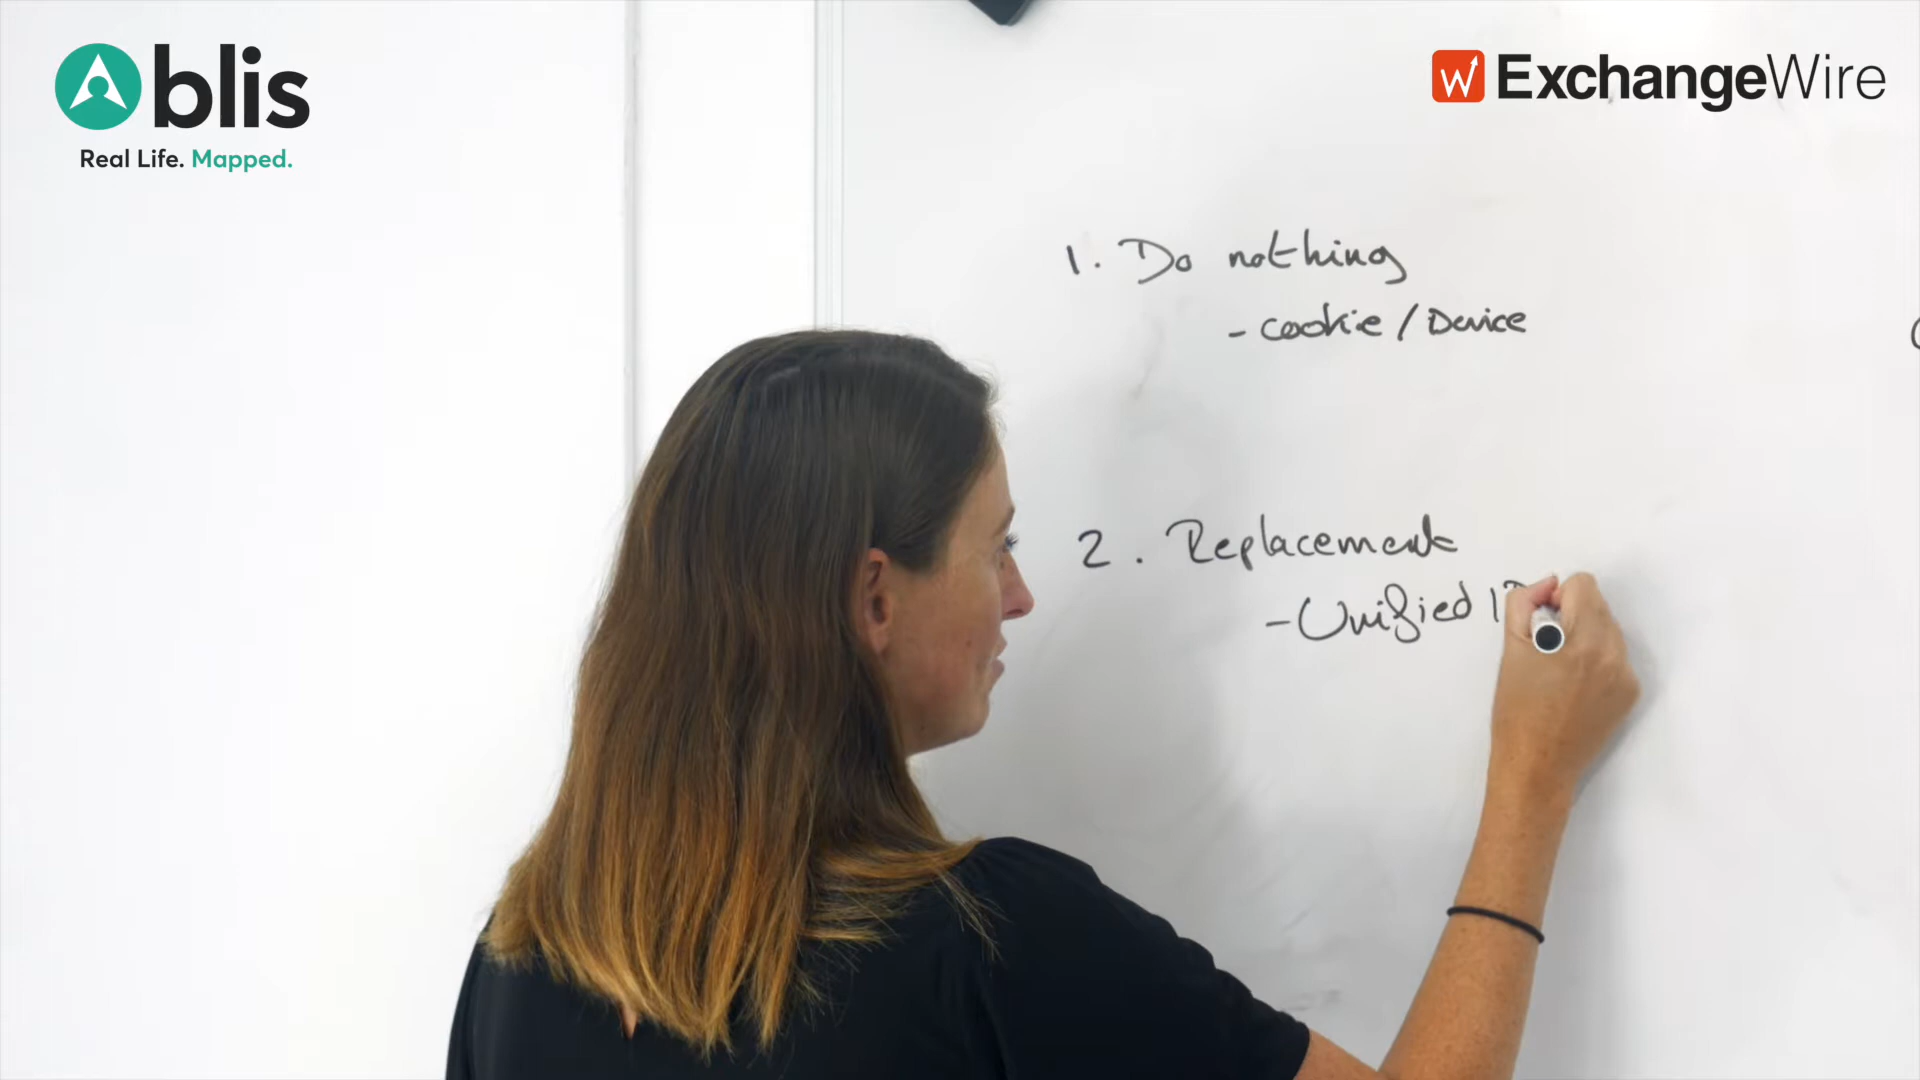 blis
Real Life. Mapped.
ExchangeWire
1. Do nothing
- cookie / Device
2. Replacement
- Unified